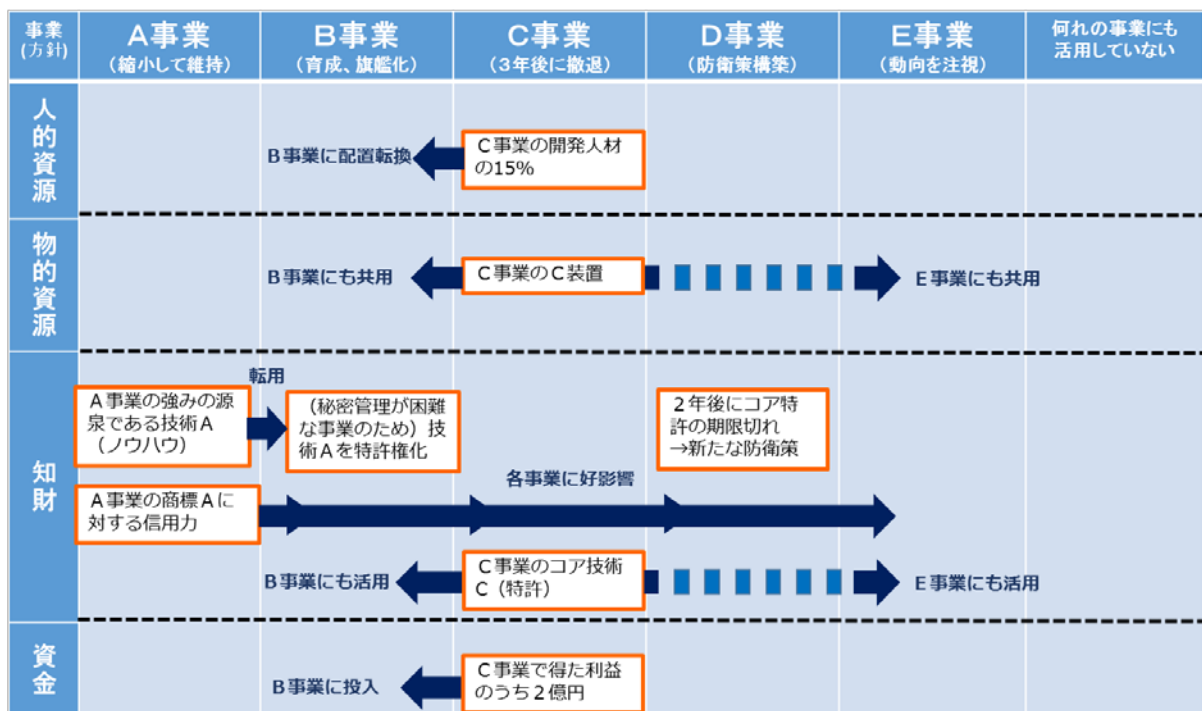 事業
(方針)
A事業
(縮小して維持)
B事業
(育成、旗艦化)
C事業
(3年後に撤退)
D事業
(防衛策構築)
E事業
(動向を注視)
何れの事業にも
活用していない
人的資源
B事業に配置転換
C事業の開発人材
の15%
物的資源
B事業にも共用
C事業のC装置
E事業にも共用
知財
転用
A事業の強みの源
泉である技術A
(ノウハウ)
(秘密管理が困難
な事業のため)技
術Aを特許権化
2年後にコア特
許の期限切れ
→新たな防衛策
各事業に好影響
A事業の商標Aに
対する信用力
B事業にも活用
C事業のコア技術
C(特許)
E事業にも活用
資金
B事業に投入
C事業で得た利益
のうち2億円